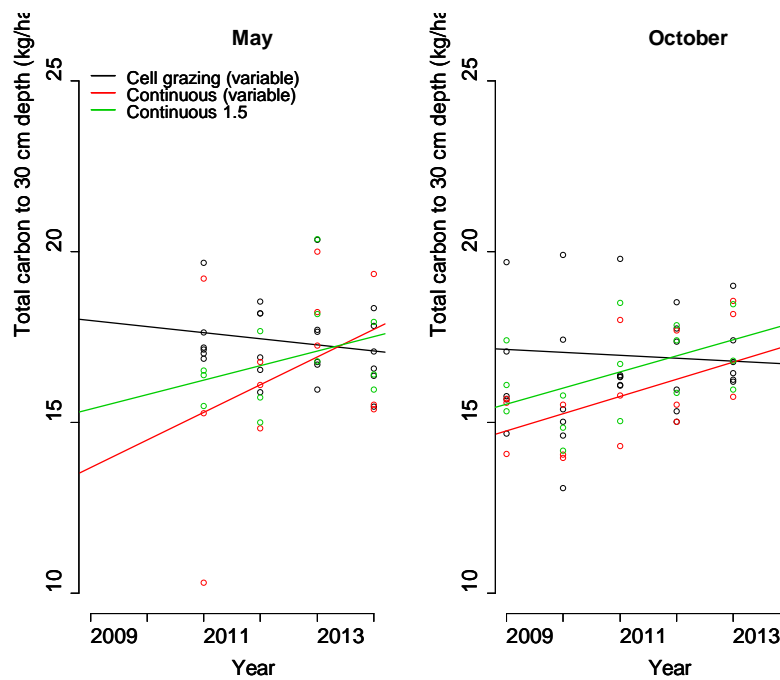 May
Total carbon to 30 cm depth (kg/ha
25
20
15
10
Cell grazing (variable)
Continuous (variable)
Continuous 1.5
2009 2011 2013
Year
October
Total carbon to 30 cm depth (kg/ha
25
20
15
10
2009 2011 2013
Year